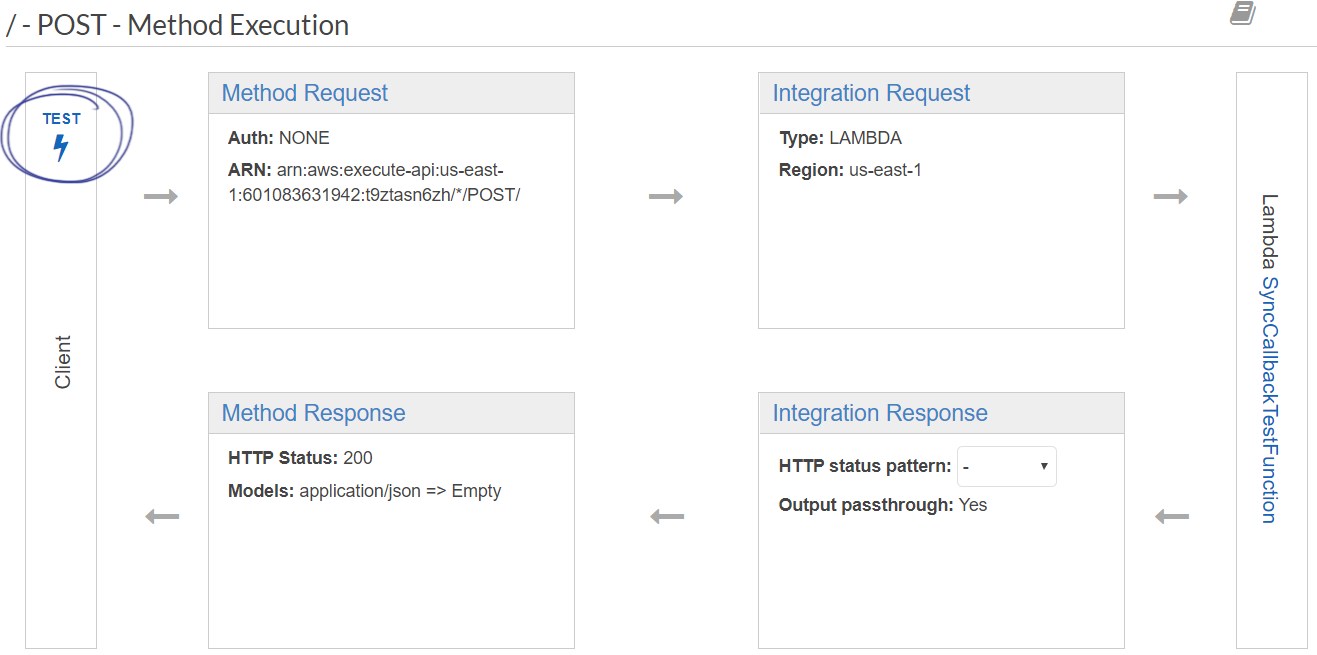 / - POST - Method Execution
TEST
Client
Method Request
Auth: NONE
ARN: arn:aws:execute-api:us-east-
1:601083631942:t9ztasn6zh/*/POST/
Integration Request
Type: LAMBDA
Region: us-east-1
Lambda SyncCallbackTestFunction
Method Response
HTTP Status: 200
Models: application/json => Empty
Integration Response
HTTP status pattern: -
Output passthrough: Yes